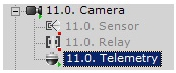 11.0. Camera
11.0. Sensor
11.0. Relay
11.0. Telemetry